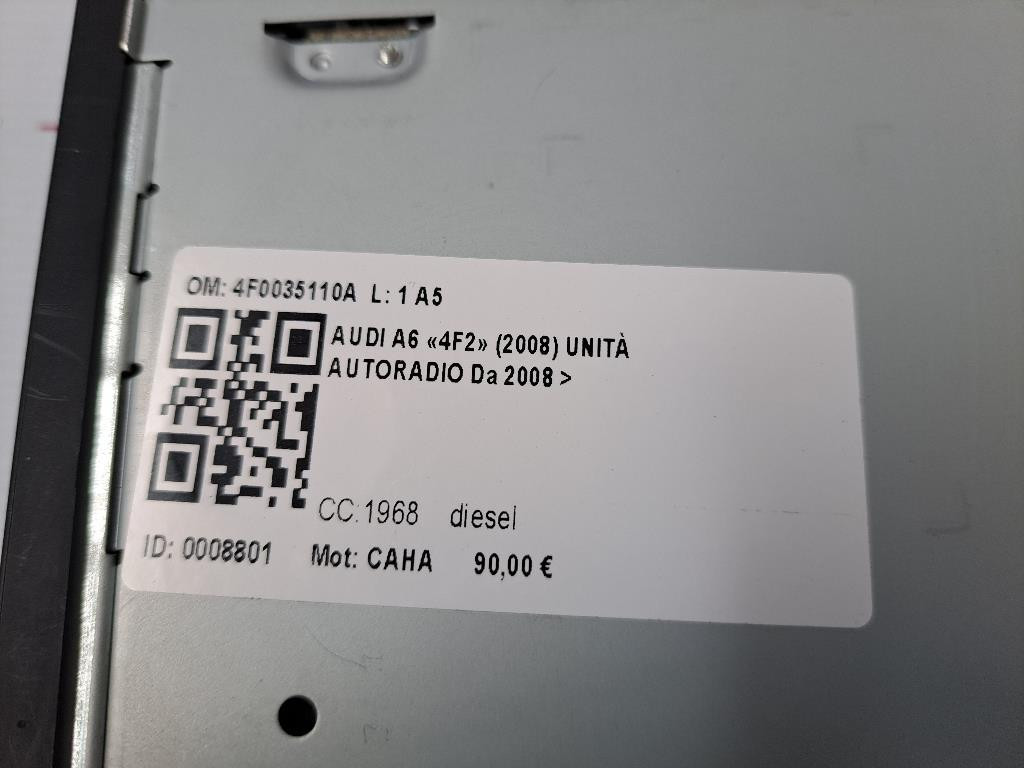 OM: 4F0035110A L: 1 A5
AUDI A6 «4F2» (2008) UNITÀ
AUTORADIO Da 2008 >
CC:1968 diesel
ID: 0008801 Mot: CAHA 90,00 €